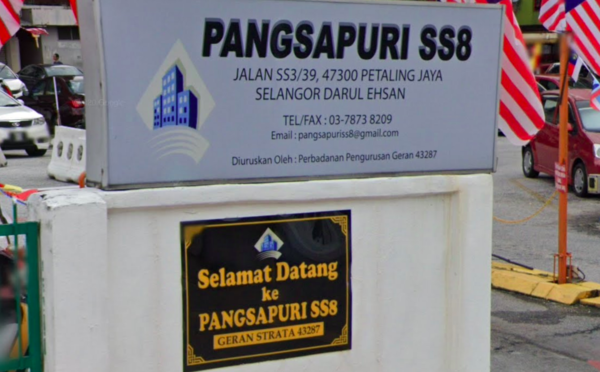 PANGSAPURI SS8
JALAN SS3/39, 47300 PETALING JAYA
SELANGOR DARUL EHSAN
TEL/FAX : 03-7873 8209
Email : pangsapuriss8@gmail.com
Diuruskan Oleh : Perbadanan Pengurusan Geran 43287
Selamat Datang
ke
PANGSAPURI SS8
GERAN STRATA 43287